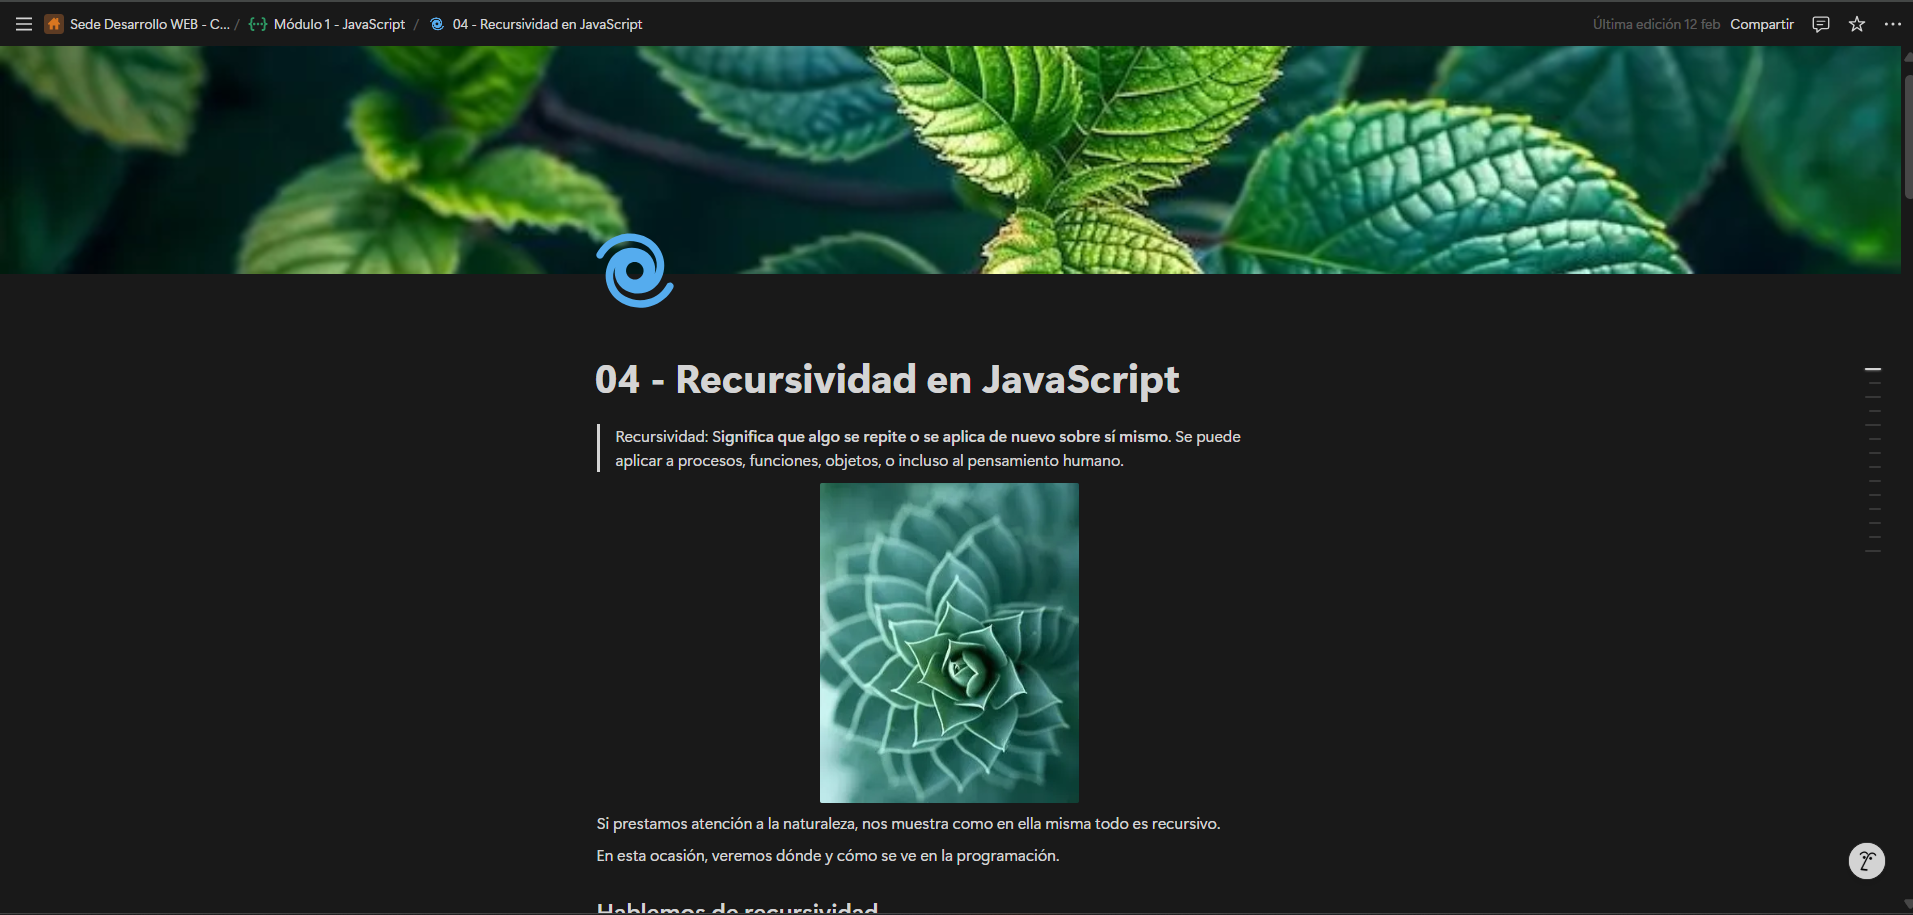 Sede Desarrollo WEB - C... / Módulo 1 - JavaScript / 04 - Recursividad en JavaScript
Última edición 12 feb Compartir
04 - Recursividad en JavaScript
Recursividad: Significa que algo se repite o se aplica de nuevo sobre sí mismo. Se puede
aplicar a procesos, funciones, objetos, o incluso al pensamiento humano.
Si prestamos atención a la naturaleza, nos muestra como en ella misma todo es recursivo.
En esta ocasión, veremos dónde y cómo se ve en la programación.
Hablemos de recursividad